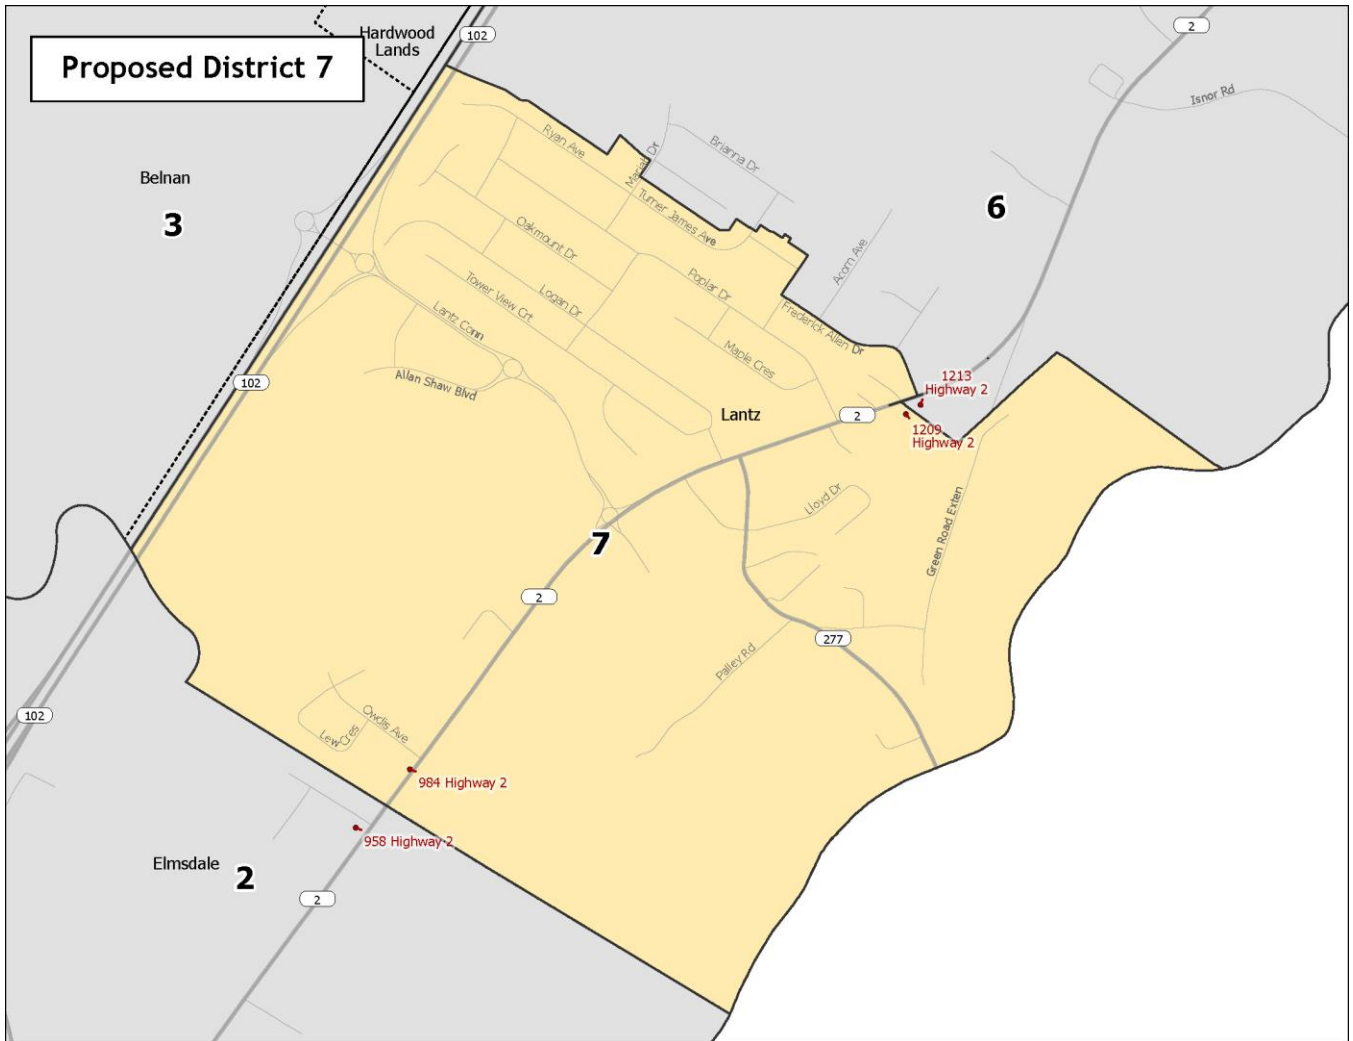 Hardwood
Lands
102
2
Proposed District 7
Isnor Rd
Ryan Ave
Brianna Dr
Belnan
3
6
Turner James Ave
Oakmount Dr
Acorn Ave
Poplar Dr
Tower View Crt
Logan Dr
Lantz Conn
Frederick Allen Dr
Maple Cres
102
Allan Shaw Blvd
1213
Highway 2
Lantz
2
1209
Highway 2
Lloyd Dr
Green Road Exten
7
2
277
Palley Rd
102
Owdis Ave
Lew Cres
984 Highway 2
958 Highway 2
Elmsdale
2
2